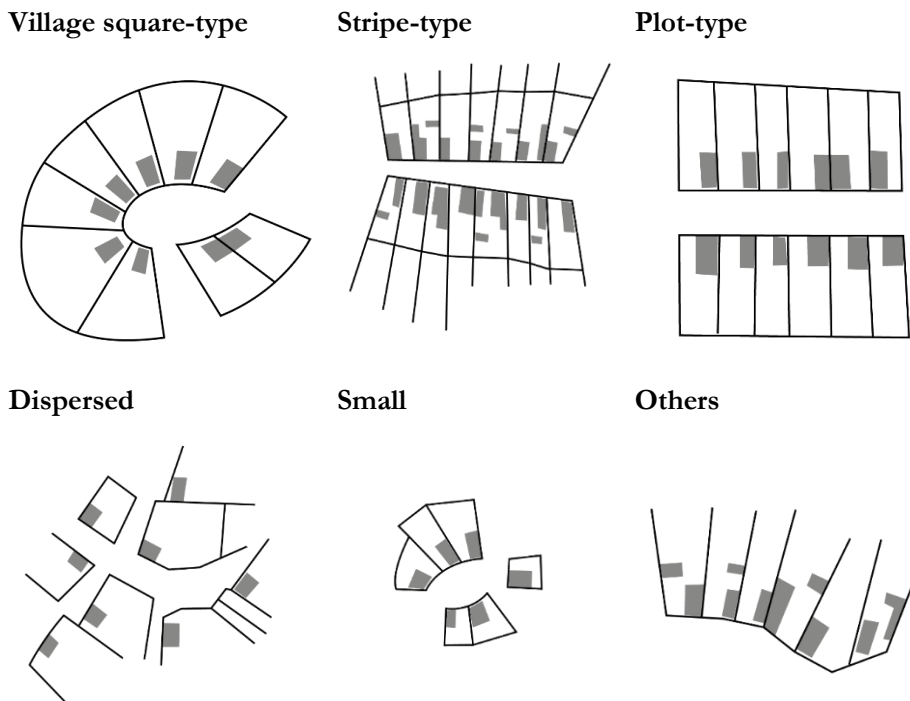 Village square-type
Stripe-type
Plot-type
Dispersed
Small
Others